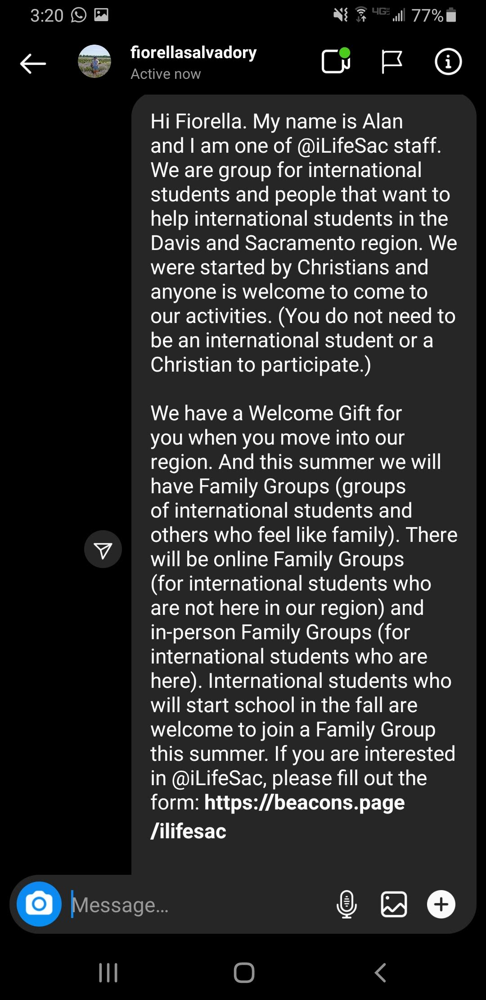 3:20 4G LTE 77%
fiorellasalvadory
Active now
Hi Fiorella. My name is Alan
and I am one of @iLifeSac staff.
We are group for international
students and people that want to
help international students in the
Davis and Sacramento region. We
were started by Christians and
anyone is welcome to come to
our activities. (You do not need to
be an international student or a
Christian to participate.)
We have a Welcome Gift for
you when you move into our
region. And this summer we will
have Family Groups (groups
of international students and
others who feel like family). There
will be online Family Groups
(for international students who
are not here in our region) and
in-person Family Groups (for
international students who are
here). International students who
will start school in the fall are
welcome to join a Family Group
this summer. If you are interested
in @iLifeSac, please fill out the
form: https://beacons.page
/ilifesac
Message...